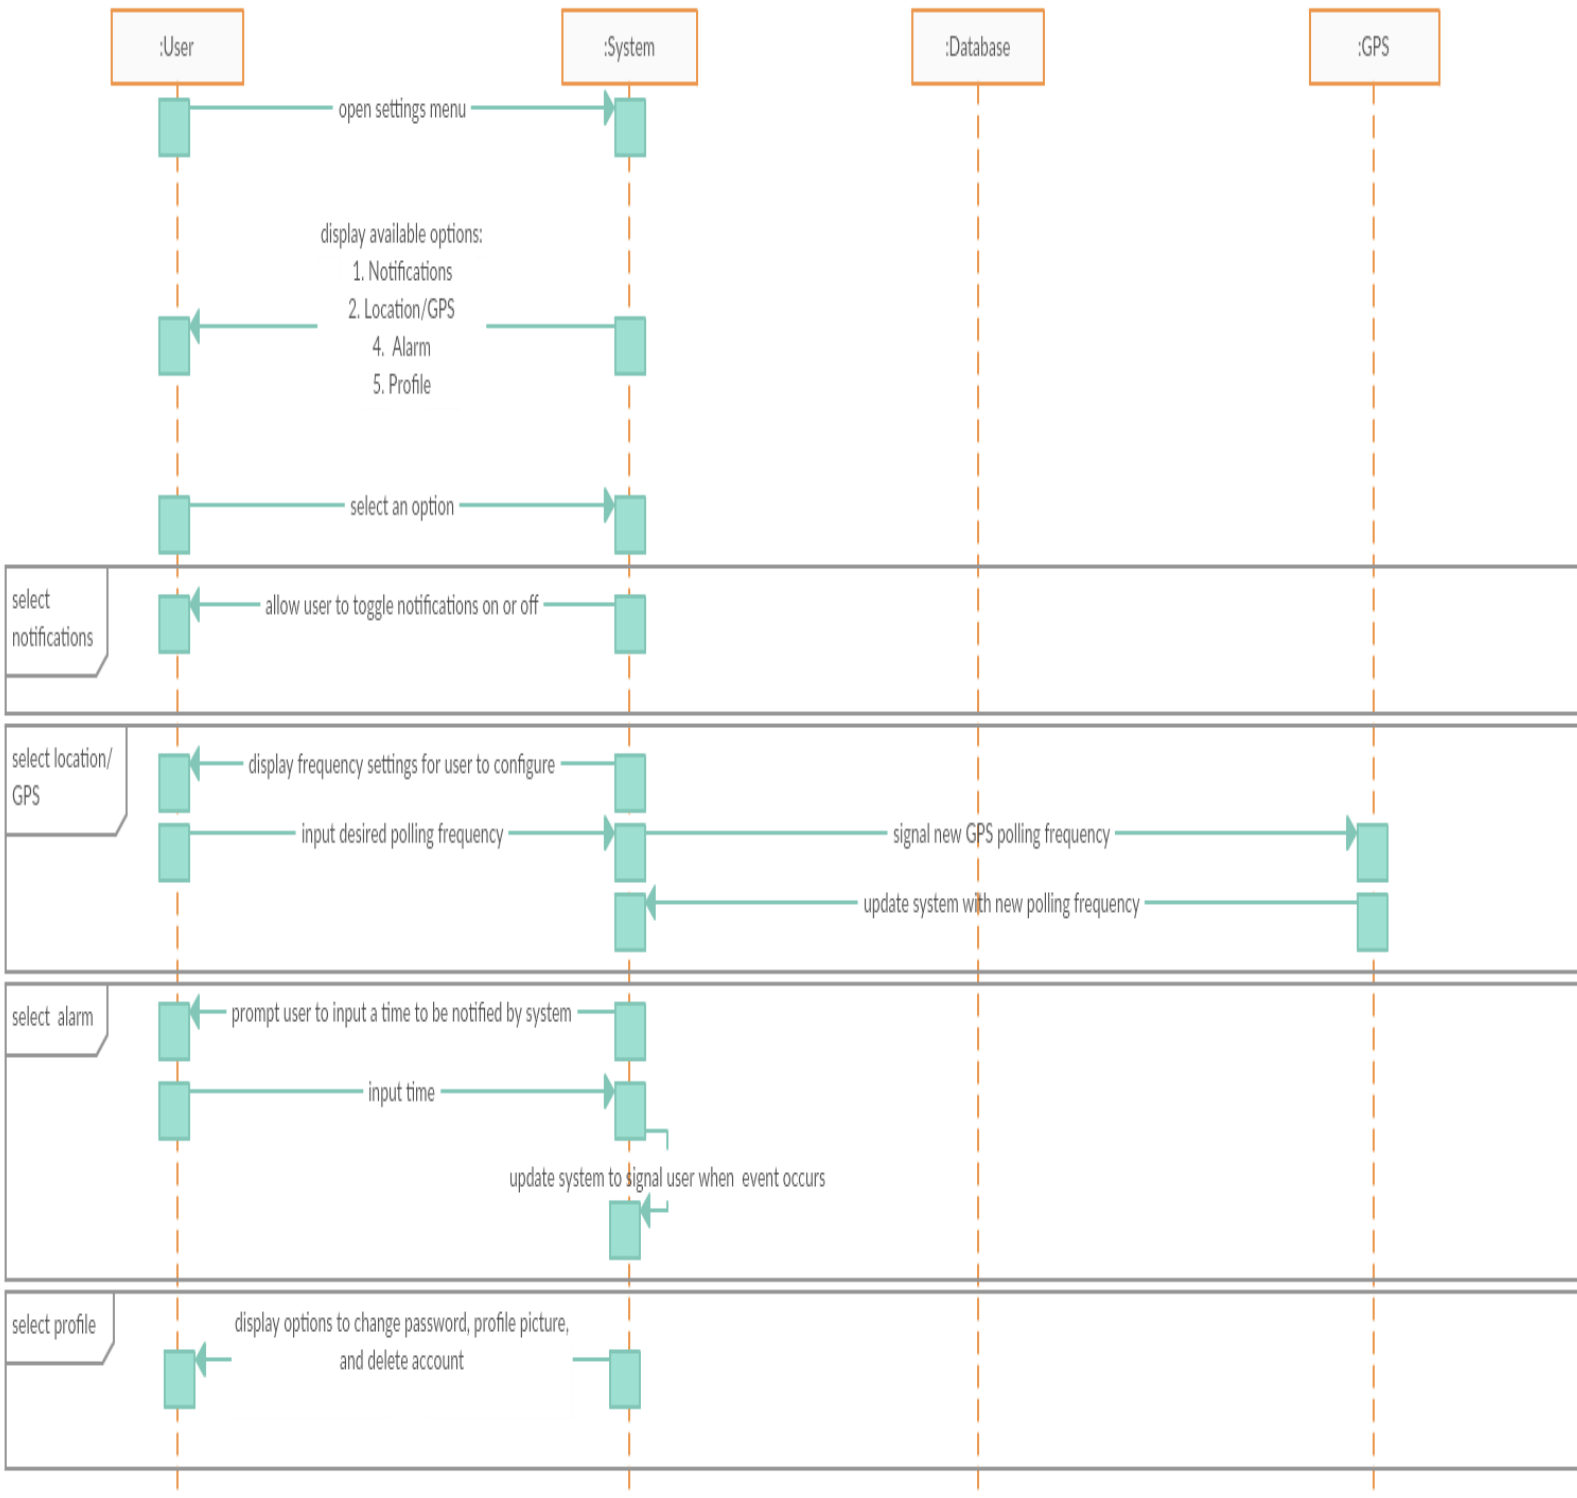 :User
:System
:Database
:GPS
open settings menu
display available options:
1. Notifications
2. Location/GPS
4.  Alarm
5. Profile
select an option
select
notifications
allow user to toggle notifications on or off
select location/
GPS
display frequency settings for user to configure
input desired polling frequency
signal new GPS polling frequency
update system with new polling frequency
select  alarm
prompt user to input a time to be notified by system
input time
update system to signal user when  event occurs
select profile
display options to change password, profile picture,
and delete account